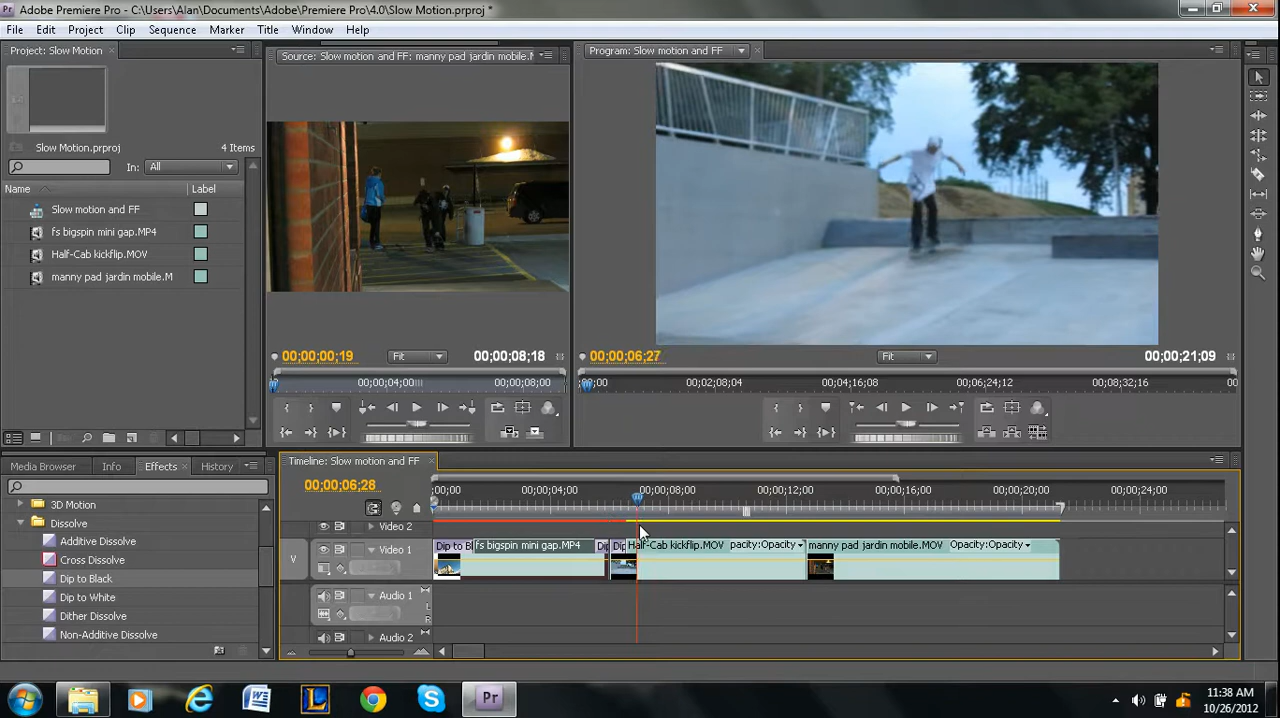 Adobe Premiere Pro - C:\Users\Alan\Documents\Adobe\Premiere Pro\4.0\Slow Motion.prproj *
File Edit Project Clip Sequence Marker Title Window Help
Project: Slow Motion
Slow Motion.prproj 4 Items
In: All
Name Label
Slow motion and FF
fs bigspin mini gap.MP4
Half-Cab kickflip.MOV
manny pad jardin mobile.M
Source: Slow motion and FF: manny pad jardin mobile.M
00;00;00;19 Fit 00;00;08;18
;00;00 00;00;04;00 00;00;08;00
Program: Slow motion and FF
00;00;06;27 Fit 00;00;21;09
;00;00 00;02;08;04 00;04;16;08 00;06;24;12 00;08;32;16 00
Media Browser Info Effects History
3D Motion
Dissolve
Additive Dissolve
Cross Dissolve
Dip to Black
Dip to White
Dither Dissolve
Non-Additive Dissolve
Timeline: Slow motion and FF
00;00;06;28
;00;00 00;00;04;00 00;00;08;00 00;00;12;00 00;00;16;00 00;00;20;00 00;00;24;00
Video 2
V Video 1
Dip to Bl fs bigspin mini gap.MP4 Dip Dip Half-Cab kickflip.MOV pacity:Opacity manny pad jardin mobile.MOV Opacity:Opacity
Audio 1
L
R
Audio 2
W L S Pr
11:38 AM
10/26/2012